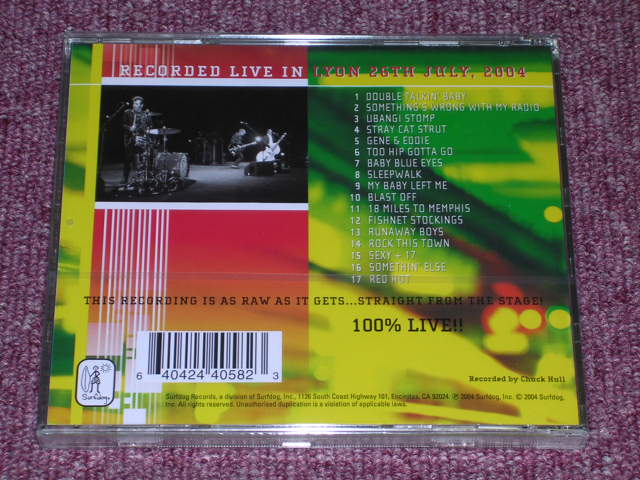 RECORDED LIVE IN LYON 26TH JULY, 2004
1 DOUBLE TALKIN' BABY
2 SOMETHING'S WRONG WITH MY RADIO
3 UBANGI STOMP
4 STRAY CAT STRUT
5 GENE & EDDIE
6 TOO HIP GOTTA GO
7 BABY BLUE EYES
8 SLEEPWALK
9 MY BABY LEFT ME
10 BLAST OFF
11 18 MILES TO MEMPHIS
12 FISHNET STOCKINGS
13 RUNAWAY BOYS
14 ROCK THIS TOWN
15 SEXY + 17
16 SOMETHIN' ELSE
17 RED HOT
THIS RECORDING IS AS RAW AS IT GETS...STRAIGHT FROM THE STAGE!
100% LIVE!!
6 40424 40582 3
Recorded by Chuck Hull
Surfdog
Surfdog Records, a division of Surfdog, Inc., 1126 South Coast Highway 101, Encinitas, CA 92024. ℗ 2004 Surfdog, Inc. © 2004 Surfdog,
Inc. All rights reserved. Unauthorized duplication is a violation of applicable laws.